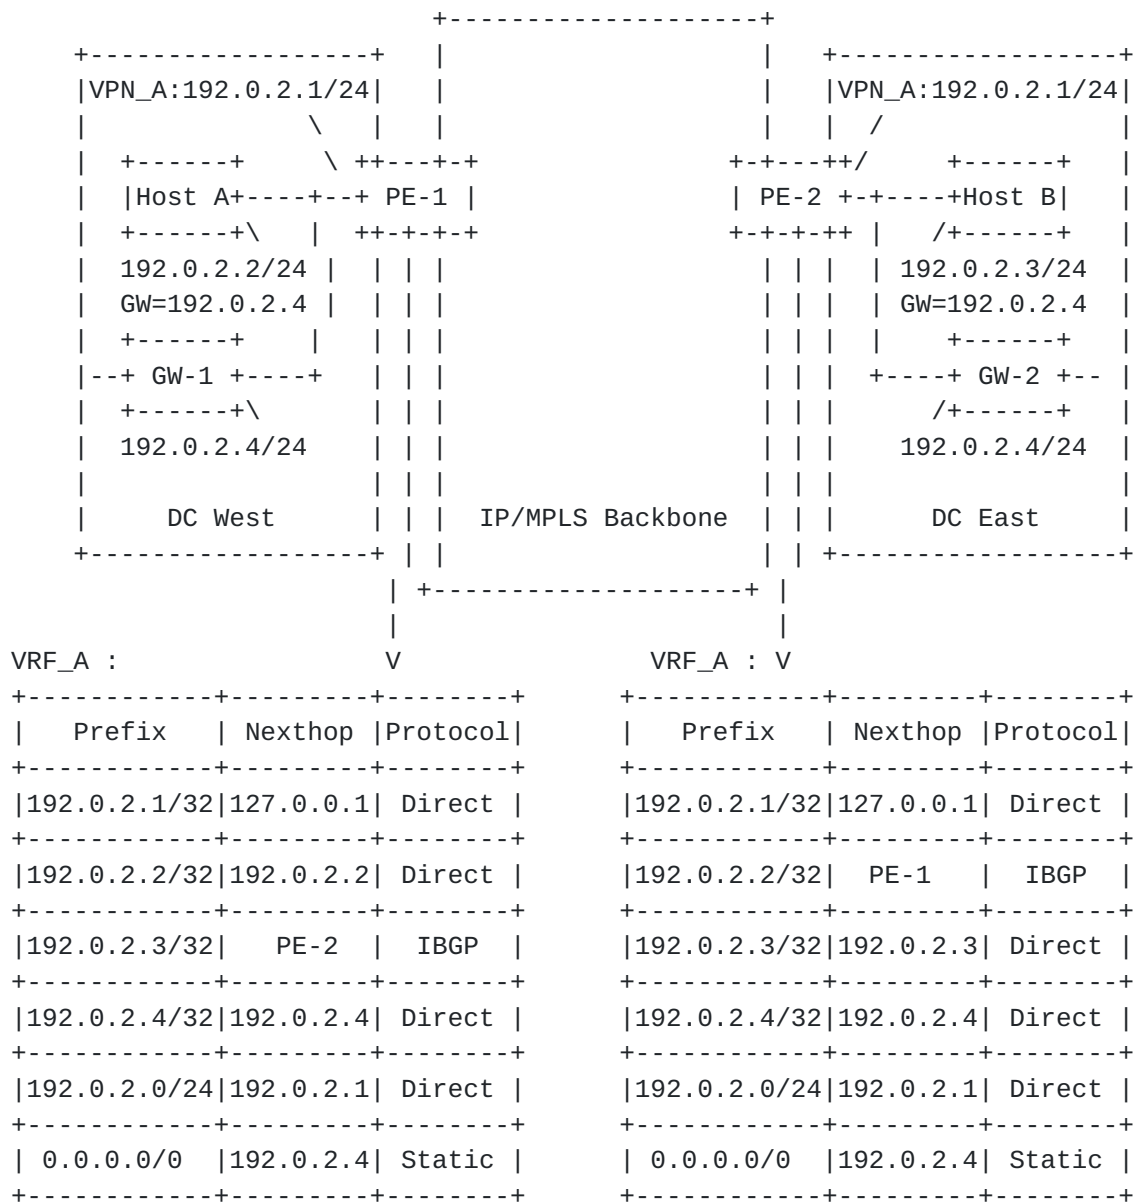 VPN_A:192.0.2.1/24 VPN_A:192.0.2.1/24
Host A PE-1 PE-2 Host B
192.0.2.2/24 192.0.2.3/24
GW=192.0.2.4 GW=192.0.2.4
GW-1 GW-2
192.0.2.4/24 192.0.2.4/24
DC West IP/MPLS Backbone DC East
VRF_A : V VRF_A : V
Prefix Nexthop Protocol Prefix Nexthop Protocol
192.0.2.1/32 127.0.0.1 Direct 192.0.2.1/32 127.0.0.1 Direct
192.0.2.2/32 192.0.2.2 Direct 192.0.2.2/32 PE-1 IBGP
192.0.2.3/32 PE-2 IBGP 192.0.2.3/32 192.0.2.3 Direct
192.0.2.4/32 192.0.2.4 Direct 192.0.2.4/32 192.0.2.4 Direct
192.0.2.0/24 192.0.2.1 Direct 192.0.2.0/24 192.0.2.1 Direct
0.0.0.0/0 192.0.2.4 Static 0.0.0.0/0 192.0.2.4 Static